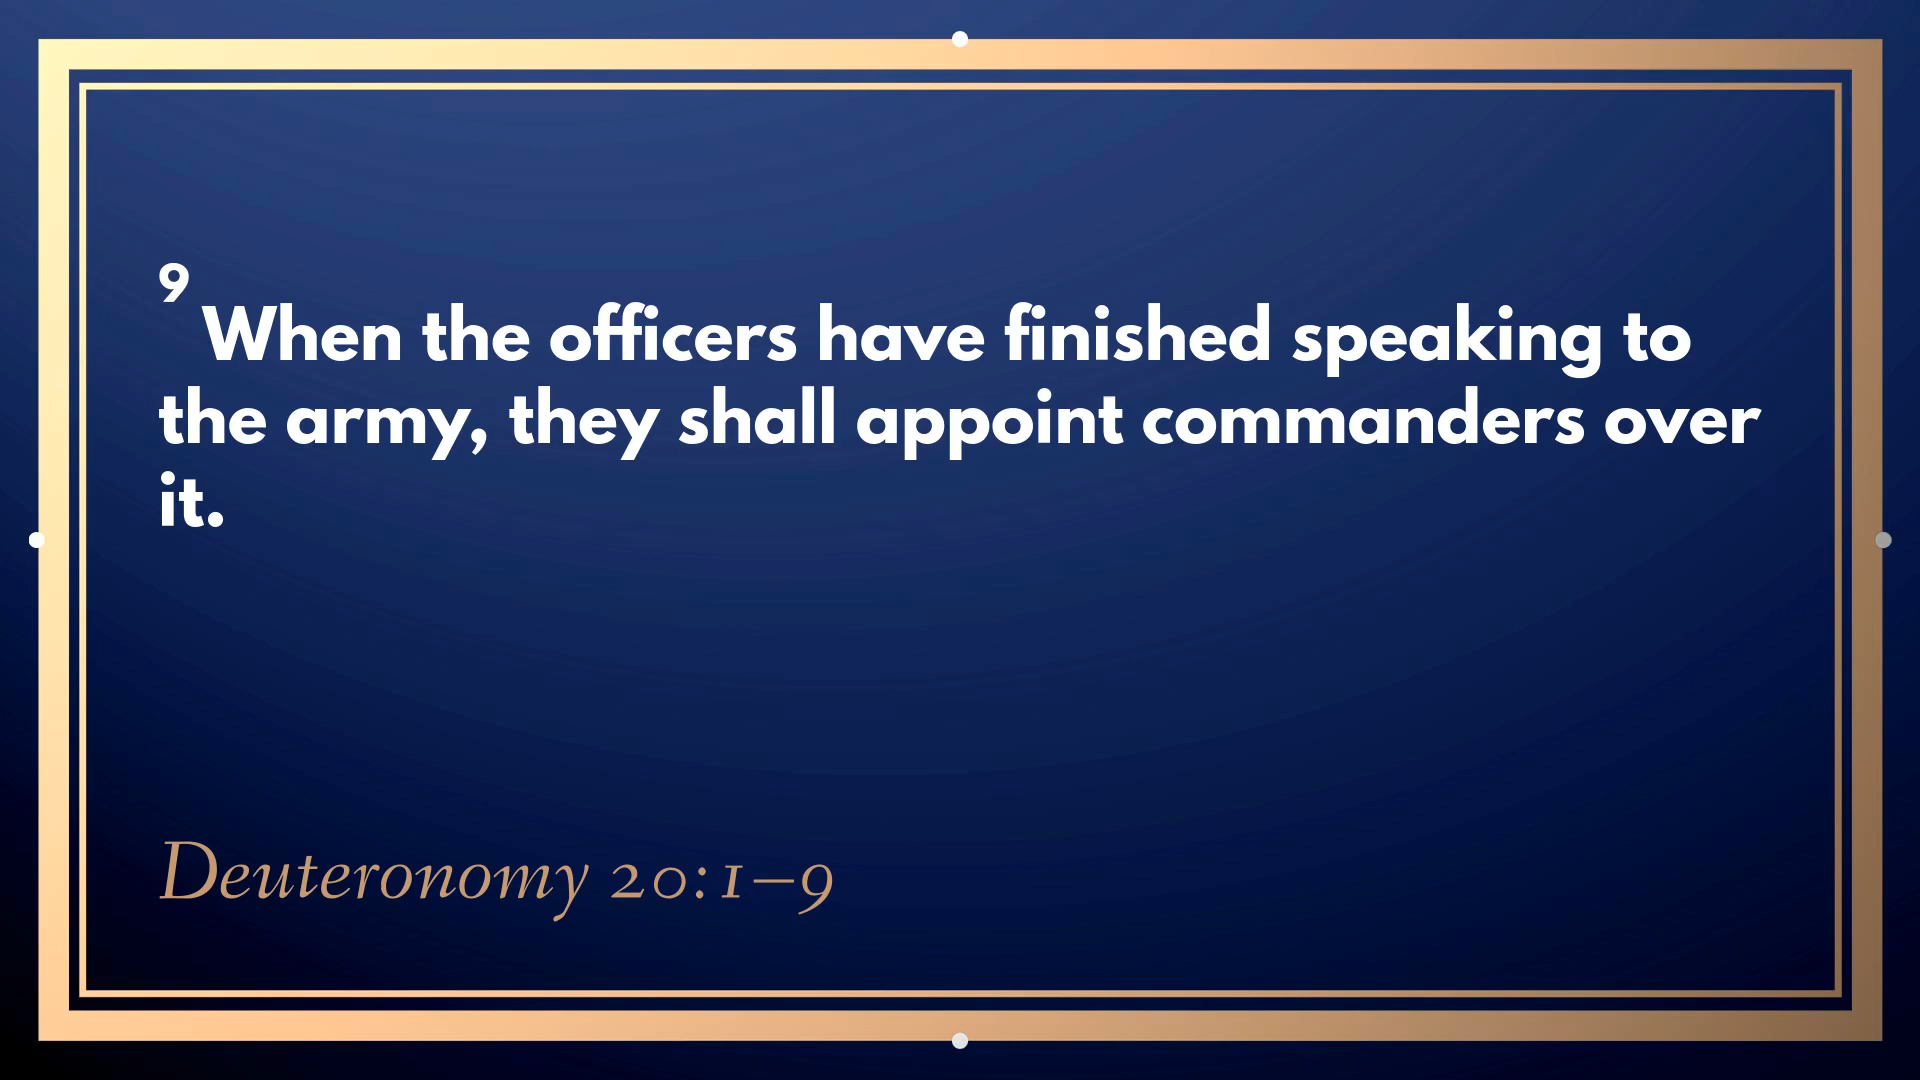 9 When the officers have finished speaking to
the army, they shall appoint commanders over
it.
Deuteronomy 20:1–9